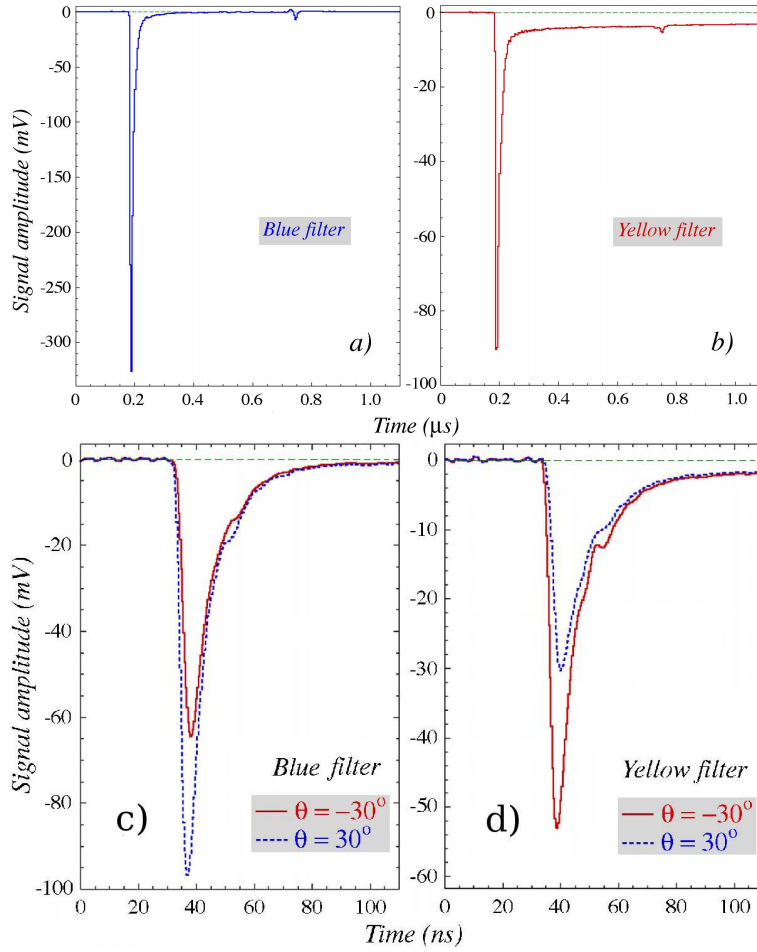 0
-50
-100
-150
-200
-250
-300
0 0.2 0.4 0.6 0.8 1.0
Signal amplitude (mV)
Blue filter
a)
0
-20
-40
-60
-80
-100
0 0.2 0.4 0.6 0.8 1.0
Yellow filter
b)
Time (μs)
0
-20
-40
-60
-80
-100
0 20 40 60 80 100
Signal amplitude (mV)
Blue filter
θ = −30°
θ = 30°
c)
0
-10
-20
-30
-40
-50
-60
0 20 40 60 80 100
Yellow filter
θ = −30°
θ = 30°
d)
Time (ns)